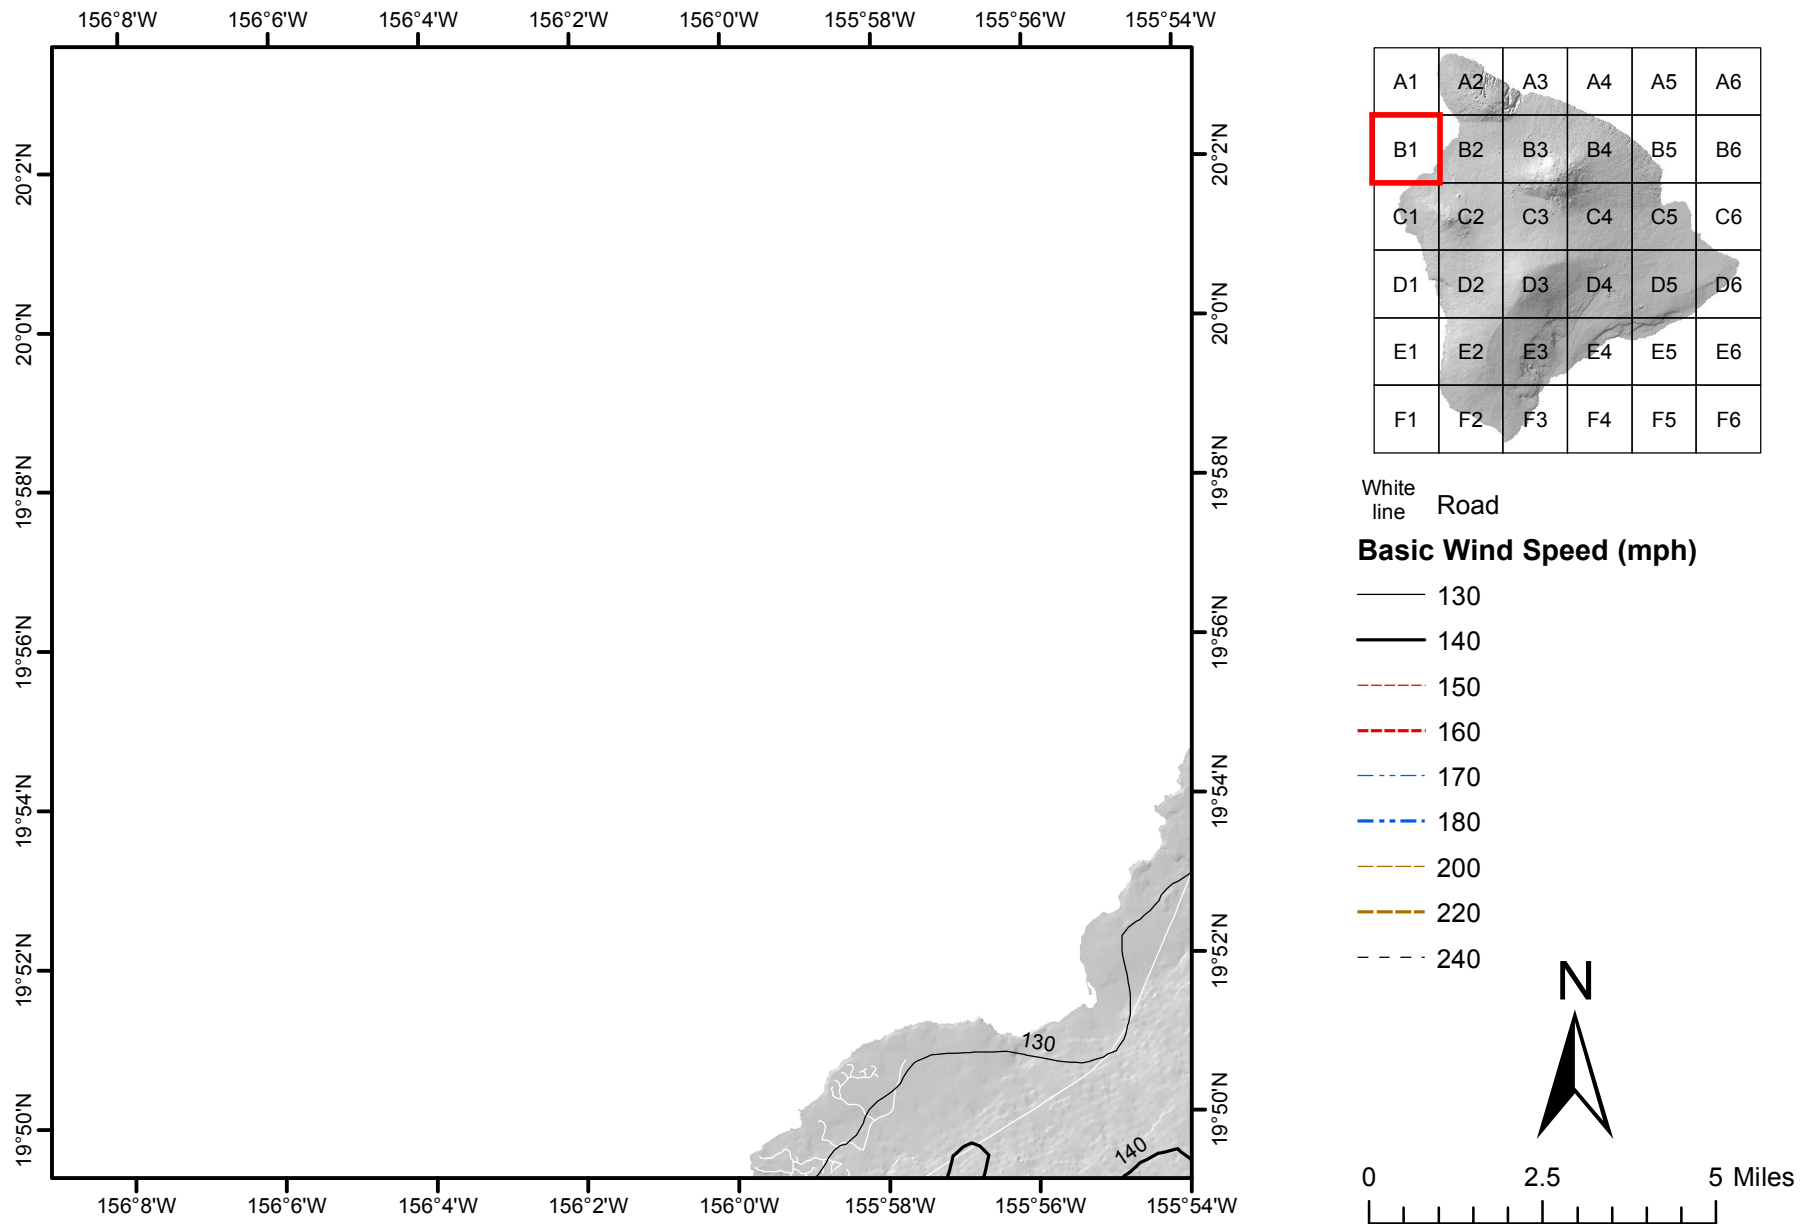 156°8'W 156°6'W 156°4'W 156°2'W 156°0'W 155°58'W 155°56'W 155°54'W
20°2'N
20°0'N
19°58'N
19°56'N
19°54'N
19°52'N
19°50'N
130
140
20°2'N
20°0'N
19°58'N
19°56'N
19°54'N
19°52'N
19°50'N
156°8'W 156°6'W 156°4'W 156°2'W 156°0'W 155°58'W 155°56'W 155°54'W
A1 A2 A3 A4 A5 A6
B1 B2 B3 B4 B5 B6
C1 C2 C3 C4 C5 C6
D1 D2 D3 D4 D5 D6
E1 E2 E3 E4 E5 E6
F1 F2 F3 F4 F5 F6
White
line
Road
Basic Wind Speed (mph)
130
140
150
160
170
180
200
220
240
N
0 2.5 5 Miles